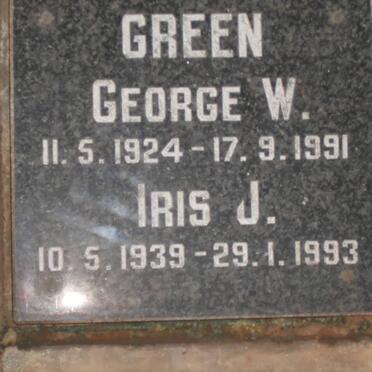 GREEN
GEORGE W.
11. 5. 1924 - 17. 9. 1991
IRIS J.
10. 5. 1939 - 29. 1. 1993